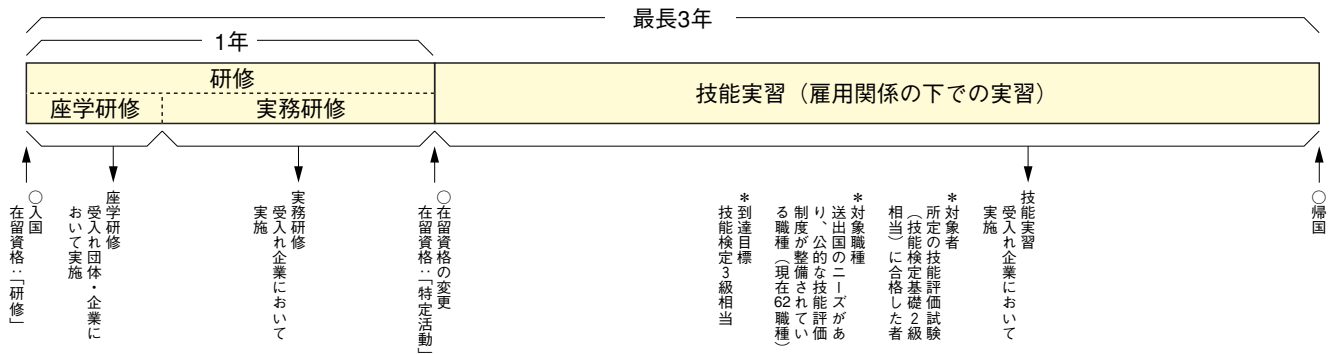 最長3年
1年
研修
座学研修
実務研修
技能実習（雇用関係の下での実習）
○入国
在留資格：「研修」
座学研修
受入れ団体・企業に
おいて実施
実務研修
受入れ企業において
実施
○在留資格の変更
在留資格：「特定活動」
技能実習
受入れ企業において
実施
＊対象者
所定の技能評価試験
（技能検定基礎2級
相当）に合格した者
＊対象職種
送出国のニーズがあ
り、公的な技能評価
制度が整備されてい
る職種（現在62職種）
＊到達目標
技能検定3級相当
○帰国